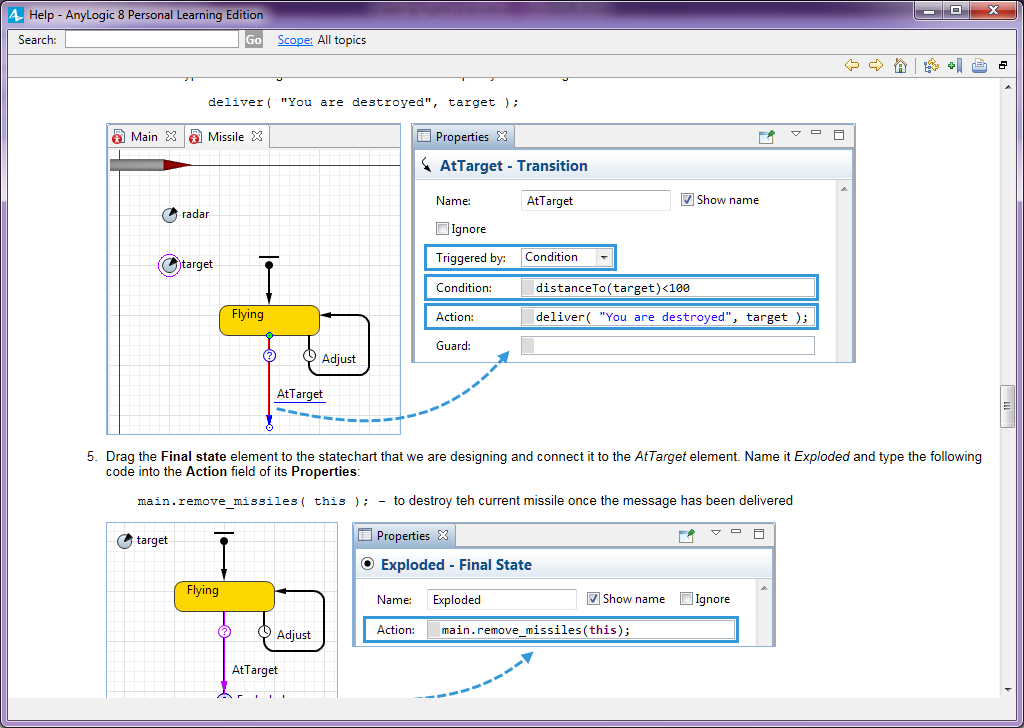 Help - AnyLogic 8 Personal Learning Edition
Search:
Go
Scope: All topics
deliver( "You are destroyed", target );
Main
Missile
radar
target
Flying
Adjust
AtTarget
Properties
AtTarget - Transition
Name:
AtTarget
Show name
Ignore
Triggered by:
Condition
Condition:
distanceTo(target)<100
Action:
deliver( "You are destroyed", target );
Guard:
5. Drag the Final state element to the statechart that we are designing and connect it to the AtTarget element. Name it Exploded and type the following
code into the Action field of its Properties:
main.remove_missiles( this ); - to destroy teh current missile once the message has been delivered
target
Flying
Adjust
AtTarget
Properties
Exploded - Final State
Name:
Exploded
Show name
Ignore
Action:
main.remove_missiles(this);